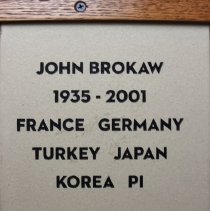 JOHN BROKAW
1935 - 2001
FRANCE GERMANY
TURKEY JAPAN
KOREA PI